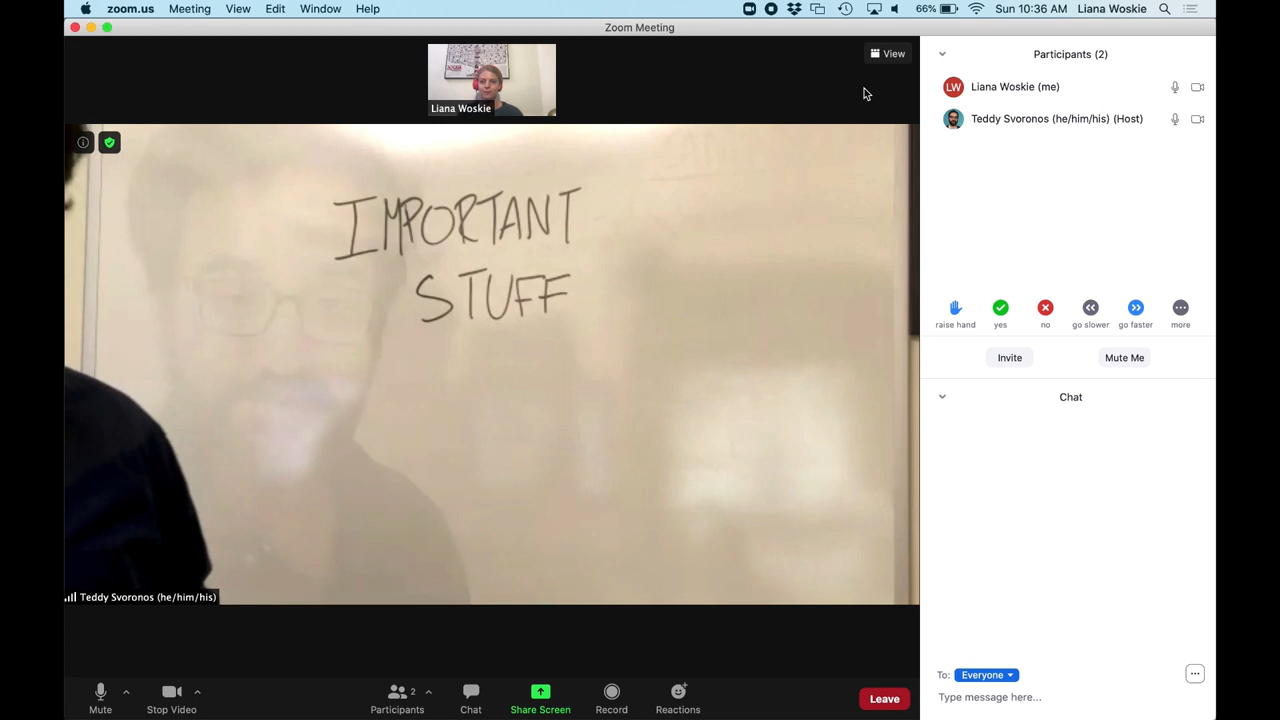 zoom.us Meeting View Edit Window Help 66% Sun 10:36 AM Liana Woskie
Zoom Meeting
View
Liana Woskie
IMPORTANT
STUFF
Teddy Svoronos (he/him/his)
Participants (2)
LW Liana Woskie (me)
Teddy Svoronos (he/him/his) (Host)
raise hand yes no go slower go faster more
Invite Mute Me
Chat
To: Everyone
Type message here...
2
Mute Stop Video Participants Chat Share Screen Record Reactions Leave